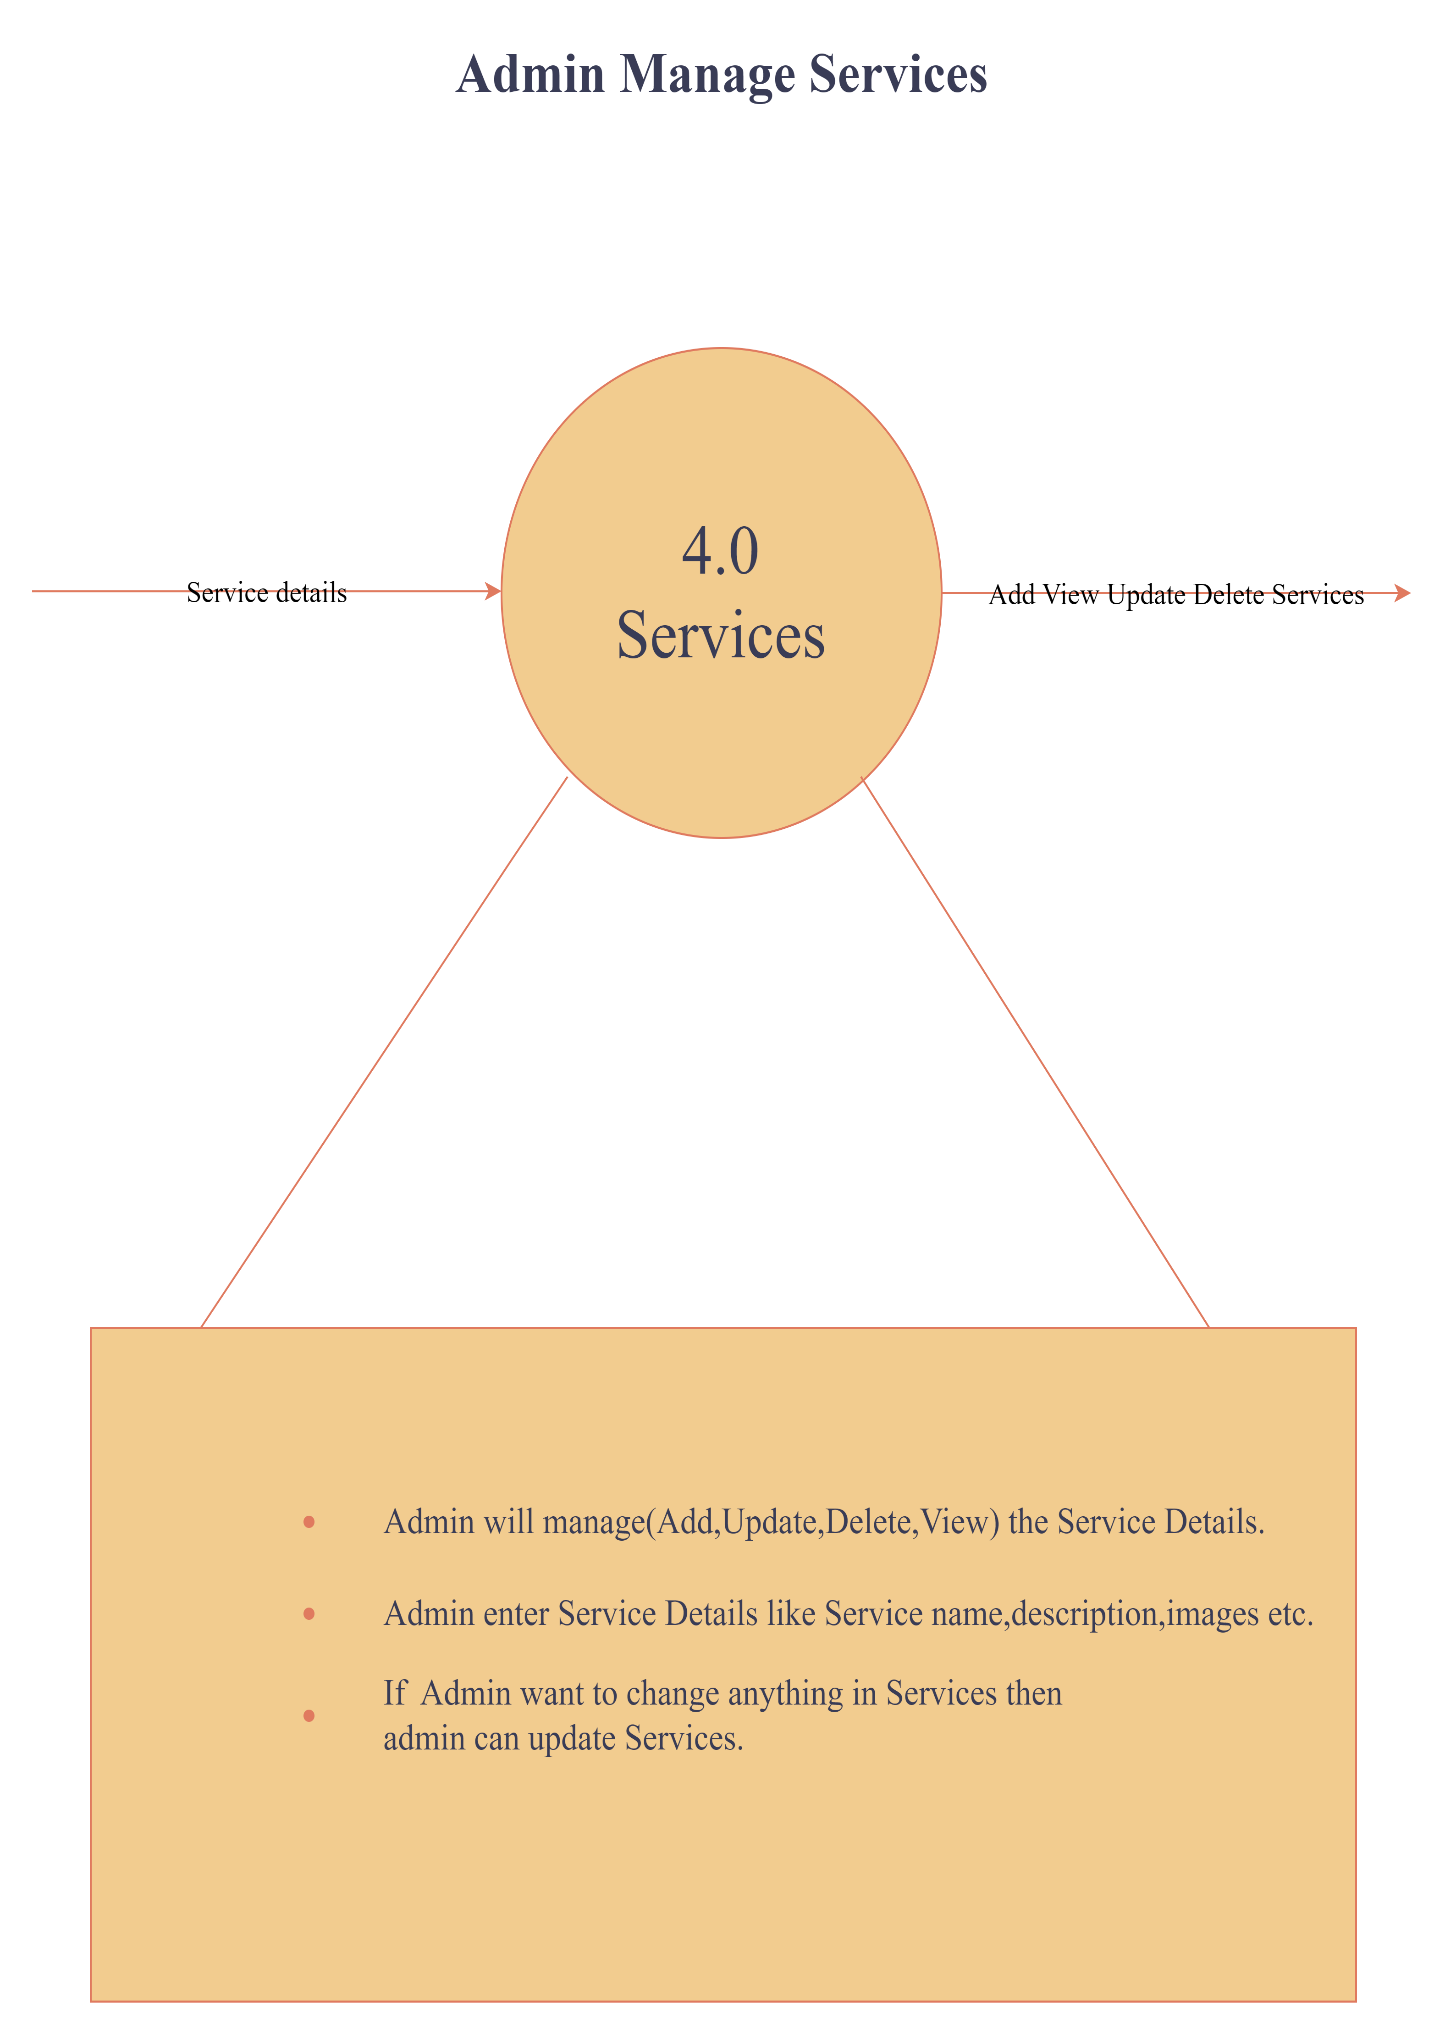 Admin Manage Services
4.0
Services
Service details
Add View Update Delete Services
Admin will manage(Add,Update,Delete,View) the Service Details.
Admin enter Service Details like Service name,description,images etc.
If  Admin want to change anything in Services then
admin can update Services.